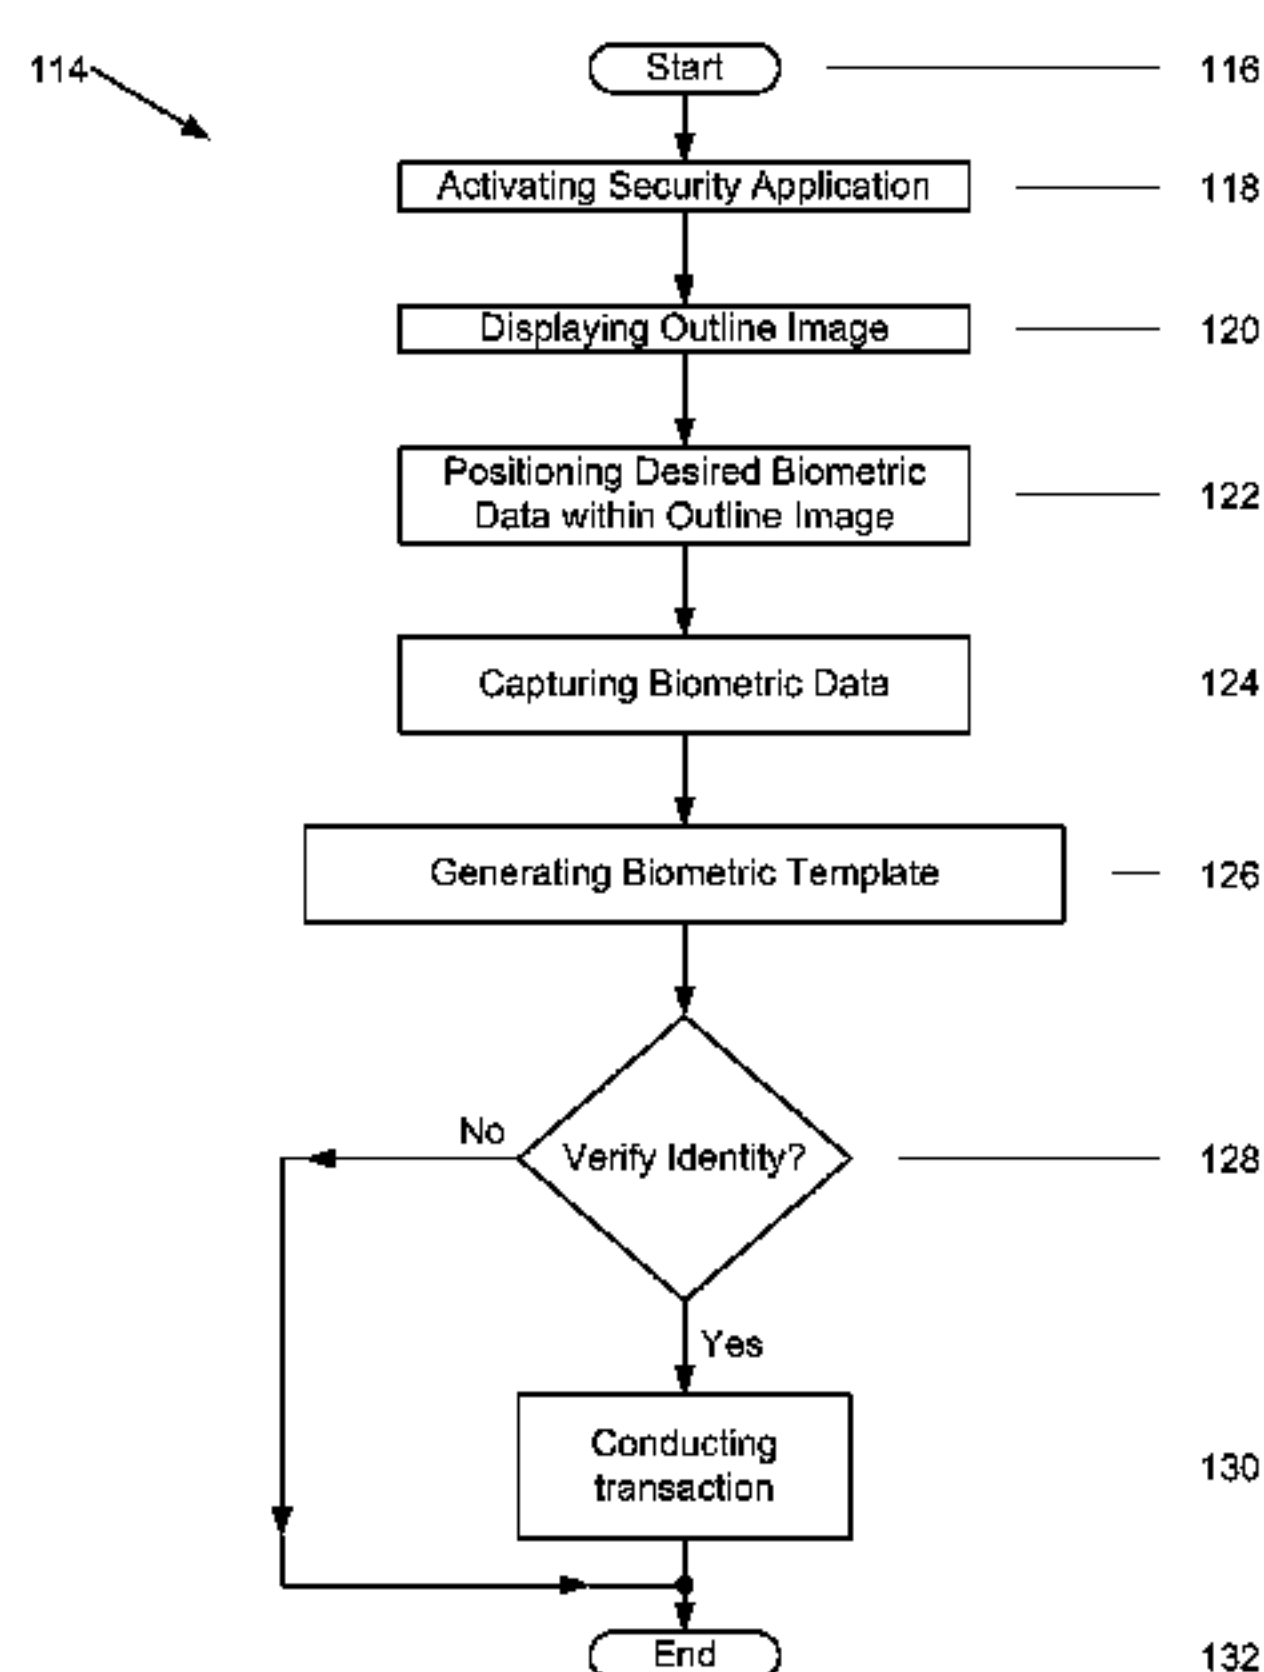 114
Start
116
Activating Security Application
118
Displaying Outline Image
120
Positioning Desired Biometric
Data within Outline Image
122
Capturing Biometric Data
124
Generating Biometric Template
126
No
Verify Identity?
128
Yes
Conducting
transaction
130
End
132